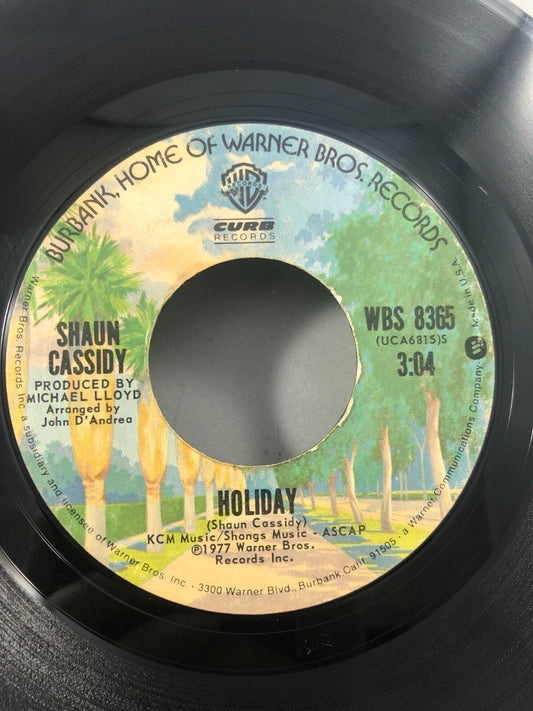 BURBANK, HOME OF WARNER BROS. RECORDS
WB
RECORDS
CURB
RECORDS
SHAUN
CASSIDY
PRODUCED BY
MICHAEL LLOYD
Arranged by
John D'Andrea
WBS 8365
(UCA6815)S
3:04
HOLIDAY
(Shaun Cassidy)
KCM Music/Shongs Music - ASCAP
℗1977 Warner Bros.
Records Inc.
Warner Bros. Records Inc., a subsidiary and licensee of Warner Bros. Inc. · 3300 Warner Blvd., Burbank, Calif. 91505 · a Warner Communications Company · Made in U.S.A.